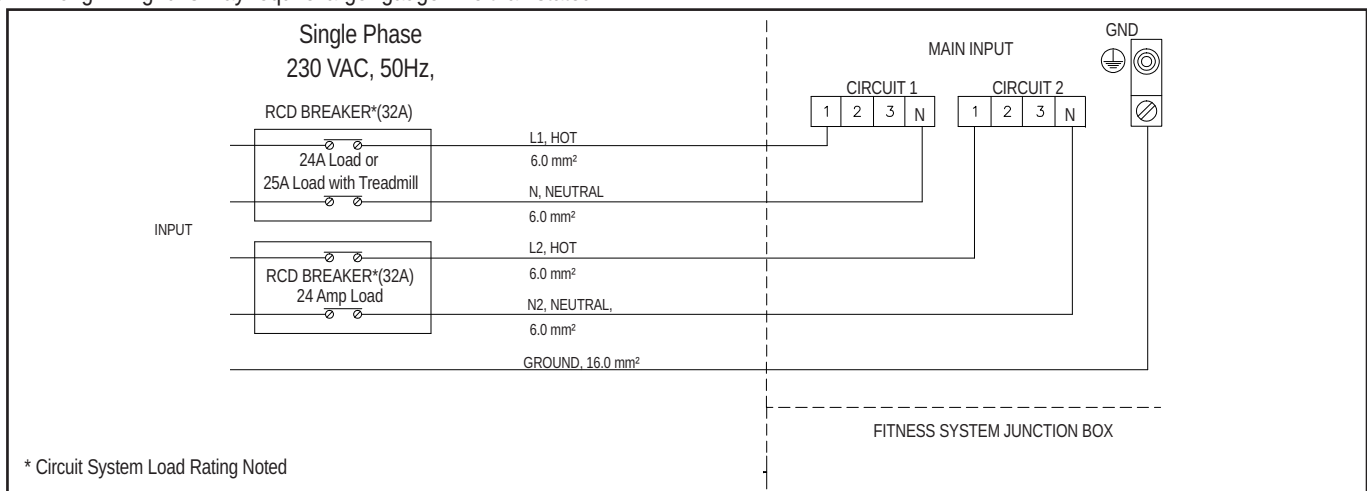 Single Phase
230 VAC, 50Hz,
RCD BREAKER*(32A)
24A Load or
25A Load with Treadmill
INPUT
RCD BREAKER*(32A)
24 Amp Load
L1, HOT
6.0 mm²
N, NEUTRAL
6.0 mm²
L2, HOT
6.0 mm²
N2, NEUTRAL,
6.0 mm²
GROUND, 16.0 mm²
MAIN INPUT
GND
CIRCUIT 1
1 2 3 N
CIRCUIT 2
1 2 3 N
FITNESS SYSTEM JUNCTION BOX
* Circuit System Load Rating Noted